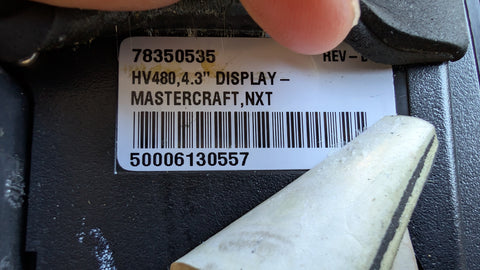 78350535 REV-
HV480,4.3" DISPLAY –
MASTERCRAFT,NXT
50006130557